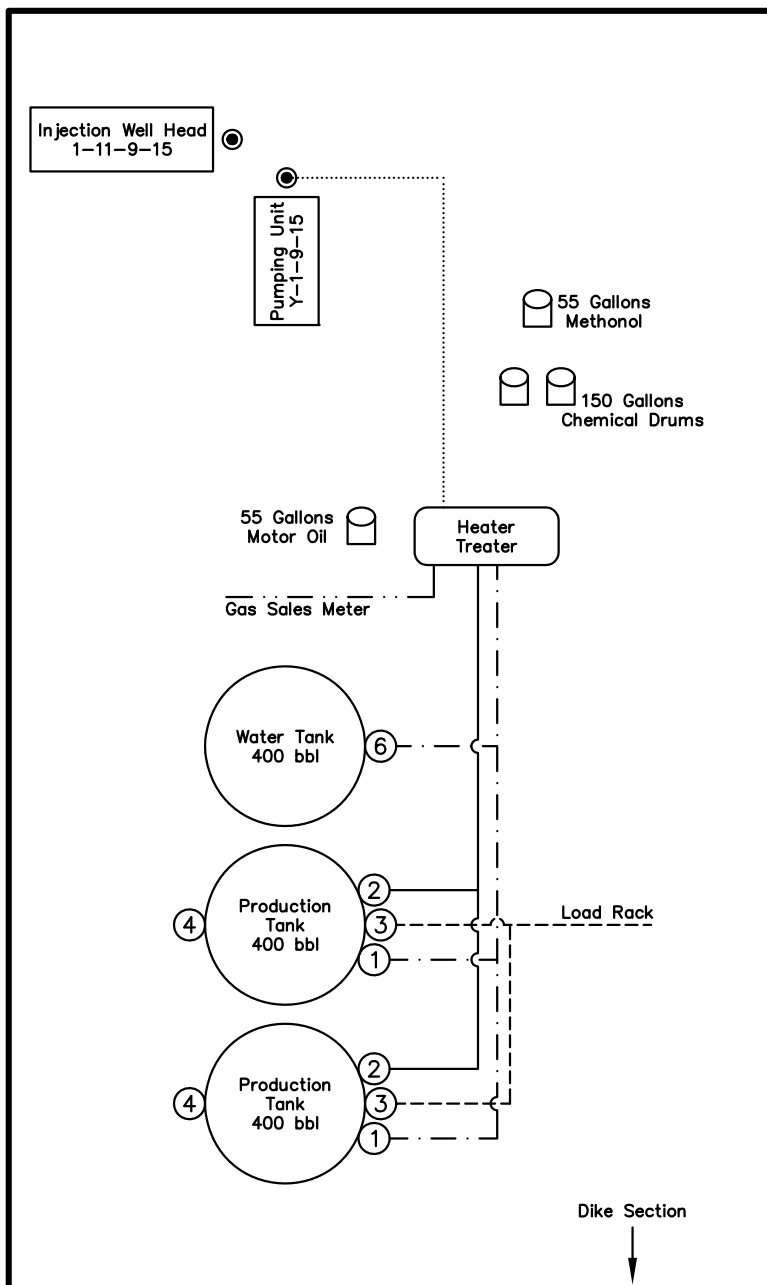 Injection Well Head
1-11-9-15
Pumping Unit
Y-1-9-15
55 Gallons
Methonol
150 Gallons
Chemical Drums
55 Gallons
Motor Oil
Heater
Treater
Gas Sales Meter
Water Tank
400 bbl
6
Production
Tank
400 bbl
4
2
3
1
Load Rack
Production
Tank
400 bbl
4
2
3
1
Dike Section